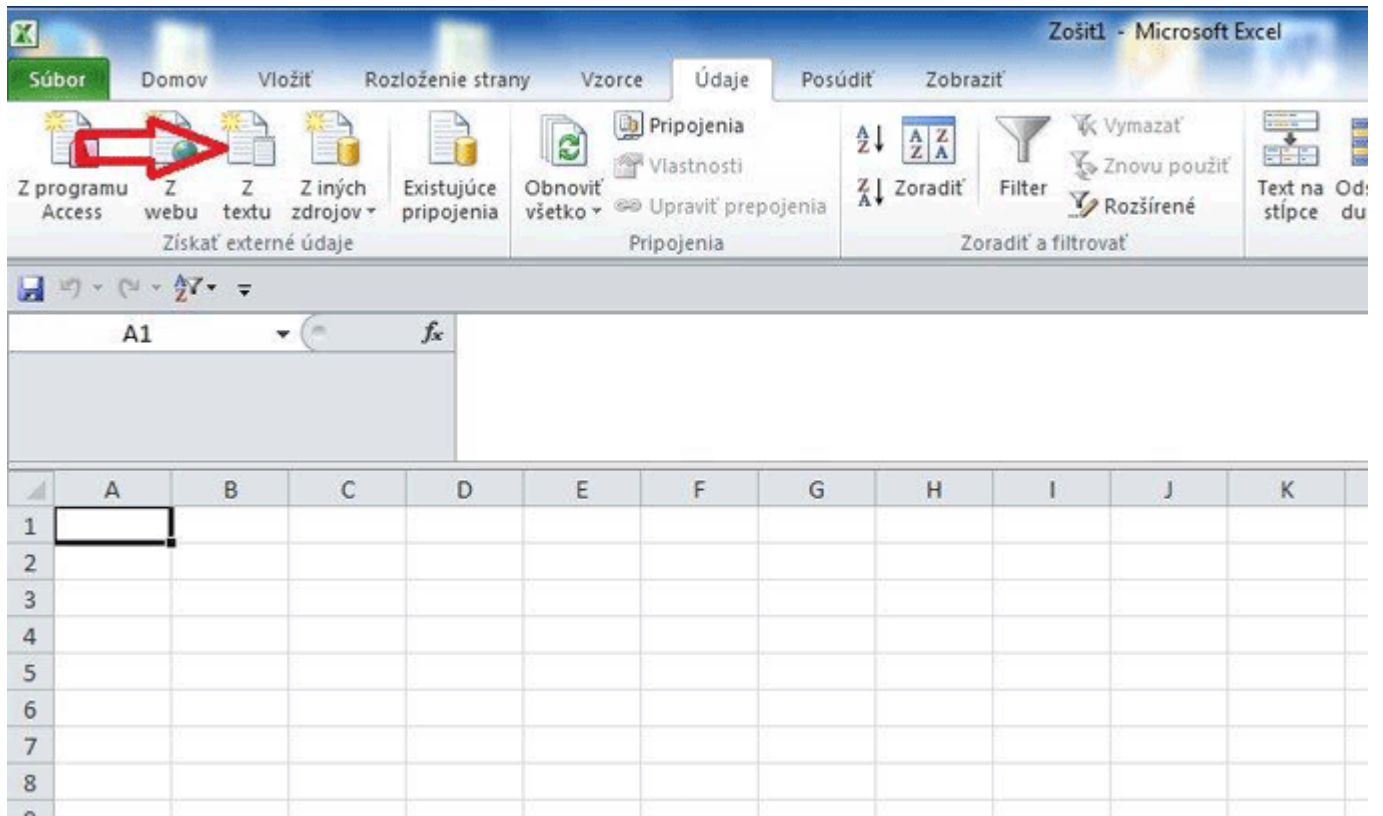 Zošit1 - Microsoft Excel
Súbor Domov Vložiť Rozloženie strany Vzorce Údaje Posúdiť Zobraziť
Z programu Access
Z webu
Z textu
Z iných zdrojov
Existujúce pripojenia
Získať externé údaje
Obnoviť všetko
Pripojenia
Vlastnosti
Upraviť prepojenia
Pripojenia
Zoradiť
Filter
Vymazať
Znovu použiť
Rozšírené
Zoradiť a filtrovať
Text na stĺpce
A1 fx
A B C D E F G H I J K
1
2
3
4
5
6
7
8